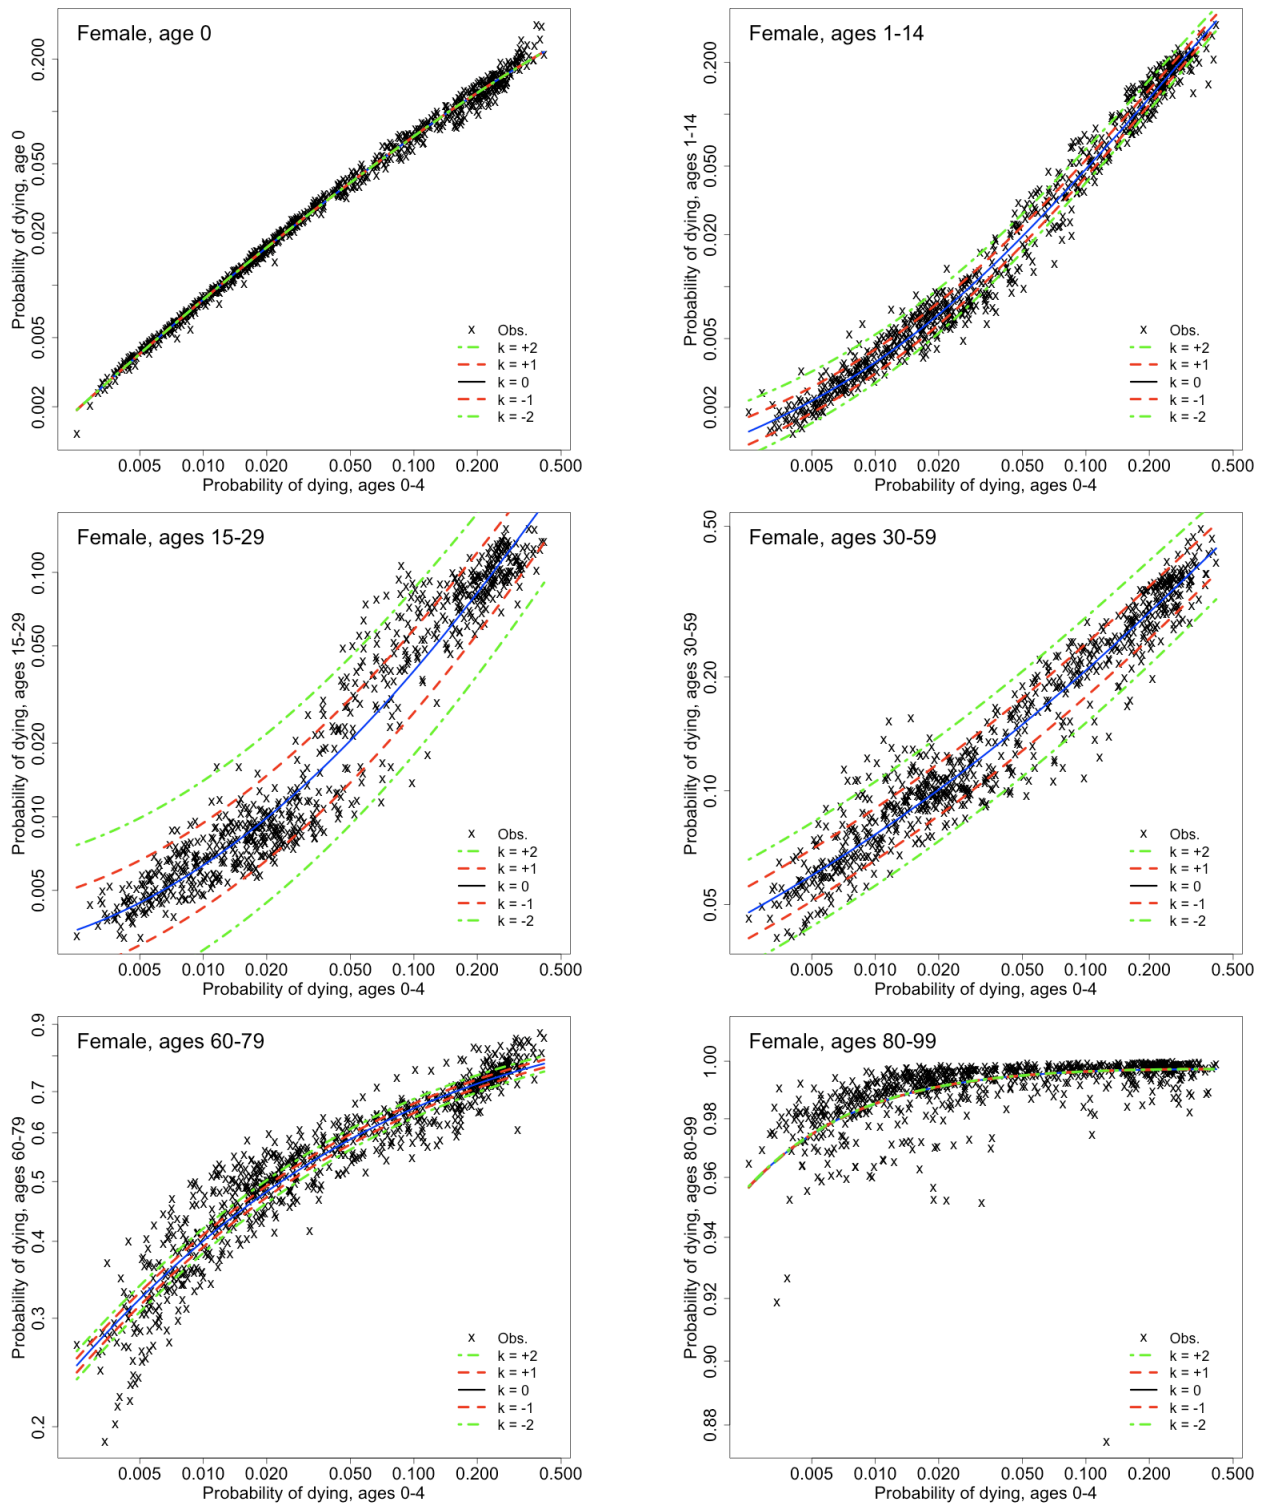 Female, age 0
Probability of dying, age 0
0.002 0.005 0.020 0.050 0.200
x Obs.
k = +2
k = +1
k = 0
k = -1
k = -2
0.005 0.010 0.020 0.050 0.100 0.200 0.500
Probability of dying, ages 0-4
Female, ages 1-14
Probability of dying, ages 1-14
0.002 0.005 0.020 0.050 0.200
x Obs.
k = +2
k = +1
k = 0
k = -1
k = -2
0.005 0.010 0.020 0.050 0.100 0.200 0.500
Probability of dying, ages 0-4
Female, ages 15-29
Probability of dying, ages 15-29
0.005 0.010 0.020 0.050 0.100
x Obs.
k = +2
k = +1
k = 0
k = -1
k = -2
0.005 0.010 0.020 0.050 0.100 0.200 0.500
Probability of dying, ages 0-4
Female, ages 30-59
Probability of dying, ages 30-59
0.05 0.10 0.20 0.50
x Obs.
k = +2
k = +1
k = 0
k = -1
k = -2
0.005 0.010 0.020 0.050 0.100 0.200 0.500
Probability of dying, ages 0-4
Female, ages 60-79
Probability of dying, ages 60-79
0.2 0.3 0.4 0.5 0.6 0.7 0.9
x Obs.
k = +2
k = +1
k = 0
k = -1
k = -2
0.005 0.010 0.020 0.050 0.100 0.200 0.500
Probability of dying, ages 0-4
Female, ages 80-99
Probability of dying, ages 80-99
0.88 0.90 0.92 0.94 0.96 0.98 1.00
x Obs.
k = +2
k = +1
k = 0
k = -1
k = -2
0.005 0.010 0.020 0.050 0.100 0.200 0.500
Probability of dying, ages 0-4